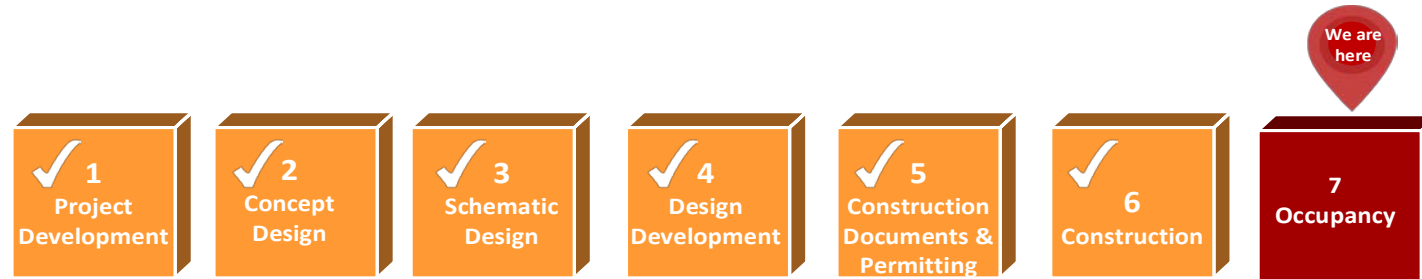 We are
here
1
Project
Development
2
Concept
Design
3
Schematic
Design
4
Design
Development
5
Construction
Documents &
Permitting
6
Construction
7
Occupancy